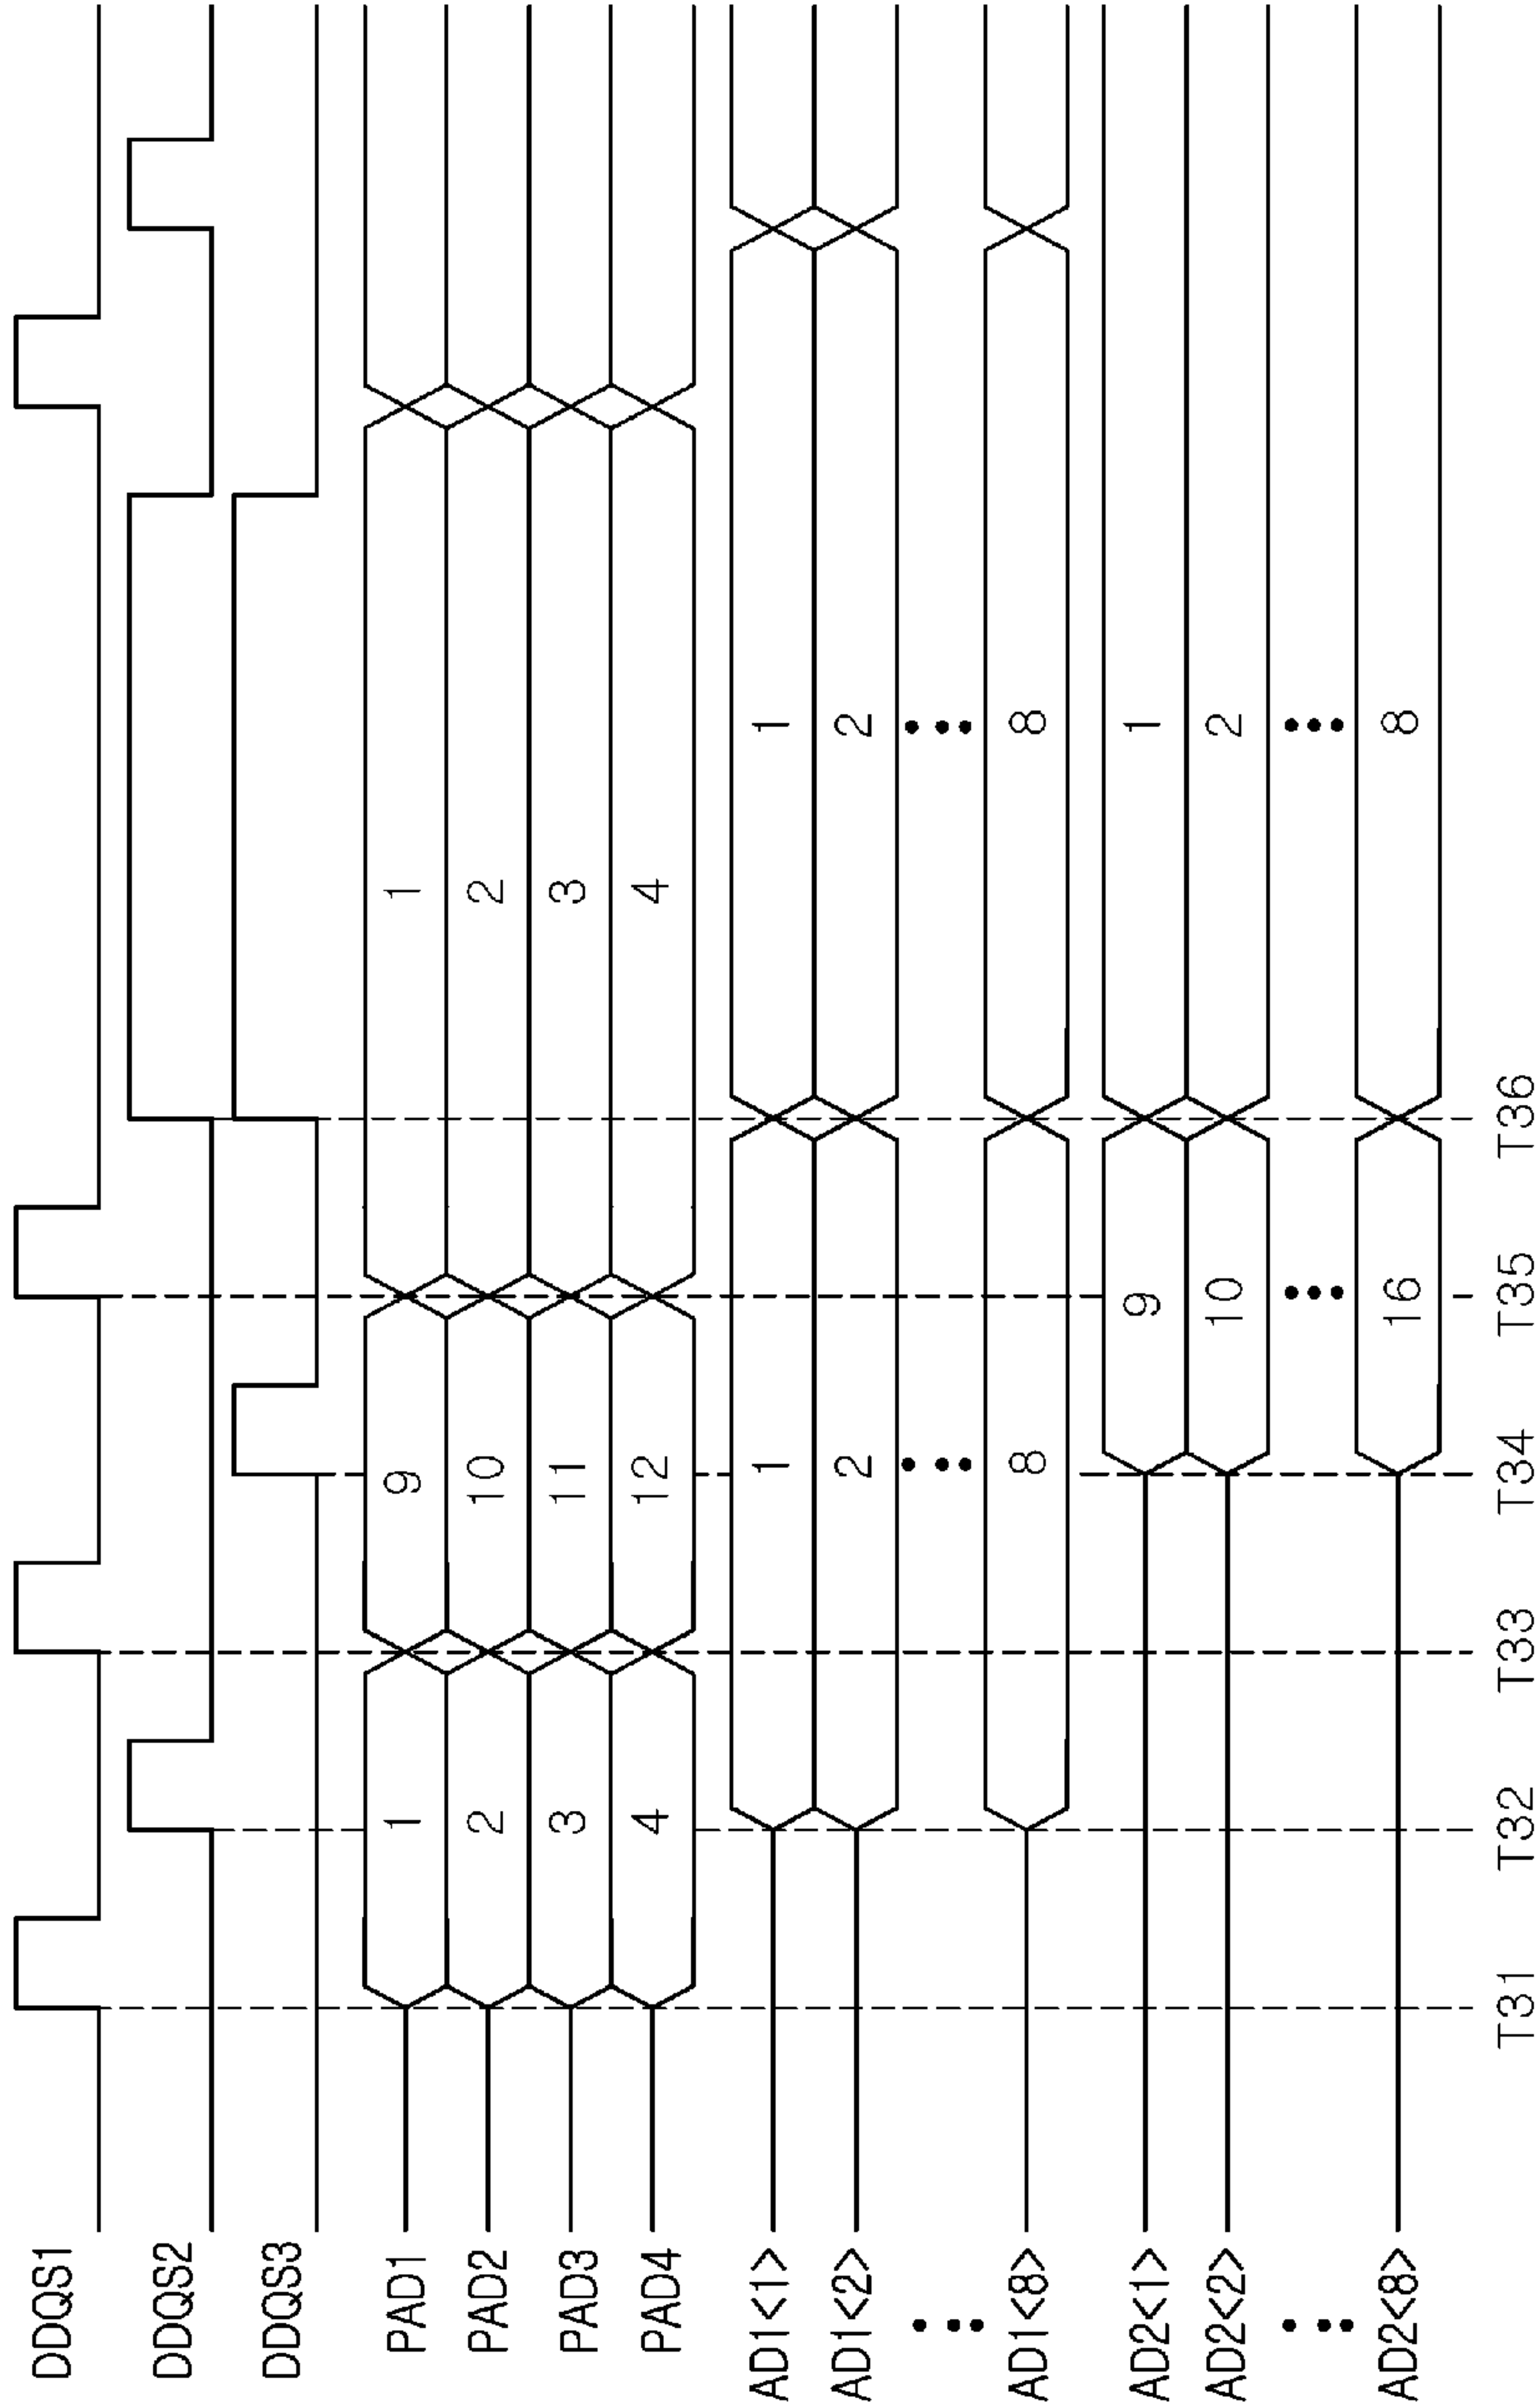 DDQS1
DDQS2
DDQS3
PAD1 1 9 1
PAD2 2 10 2
PAD3 3 11 3
PAD4 4 12 4
AD1<1> 1 1
AD1<2> 2 2
AD1<8> 8 8
AD2<1> 9 1
AD2<2> 10 2
AD2<8> 16 8
T31 T32 T33 T34 T35 T36